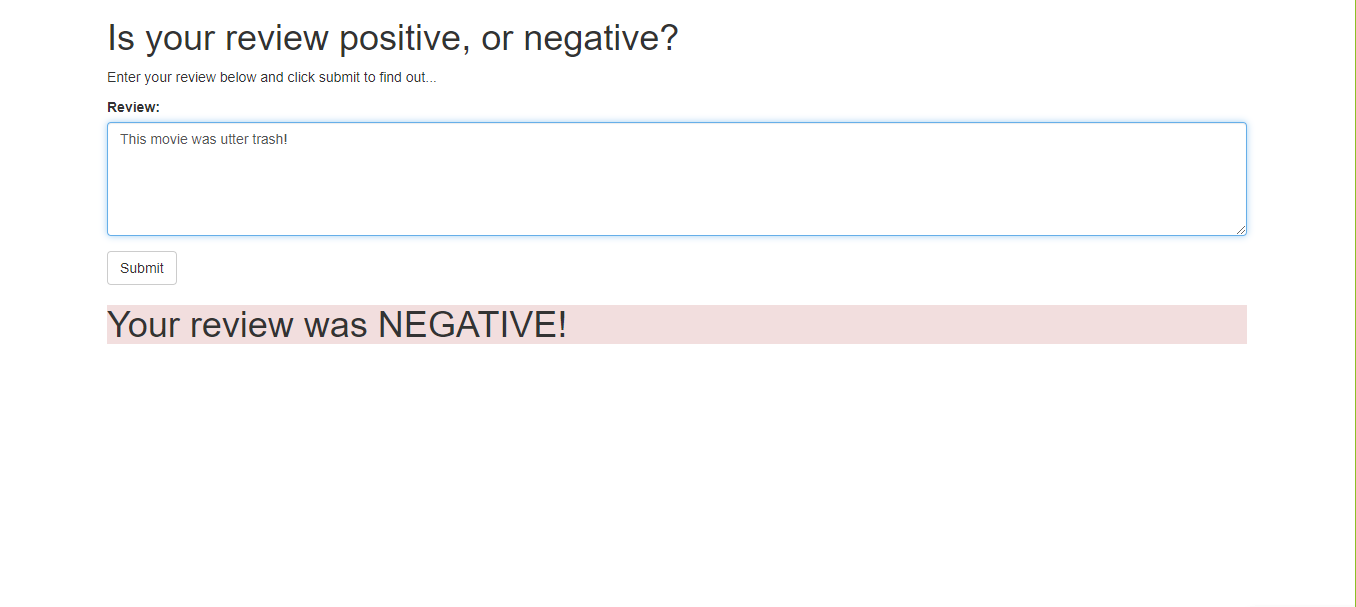 Is your review positive, or negative?
Enter your review below and click submit to find out...
Review:
This movie was utter trash!
Submit
Your review was NEGATIVE!